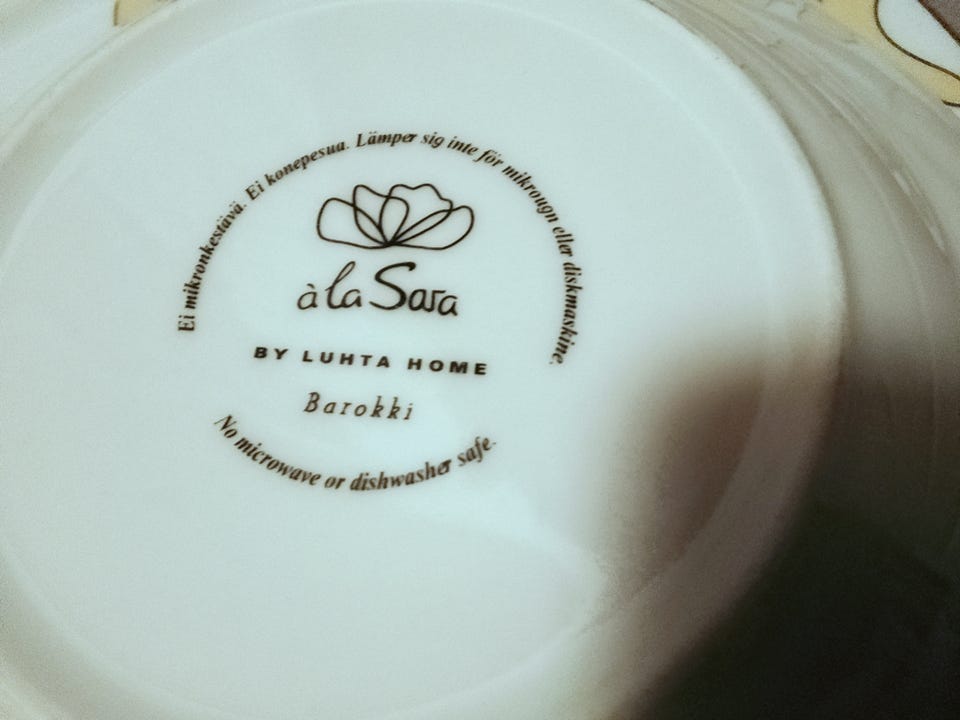 Ei mikronkestävä. Ei konepesua. Lämper sig inte för mikrougn eller diskmaskine.
à la Sara
BY LUHTA HOME
Barokki
No microwave or dishwasher safe.